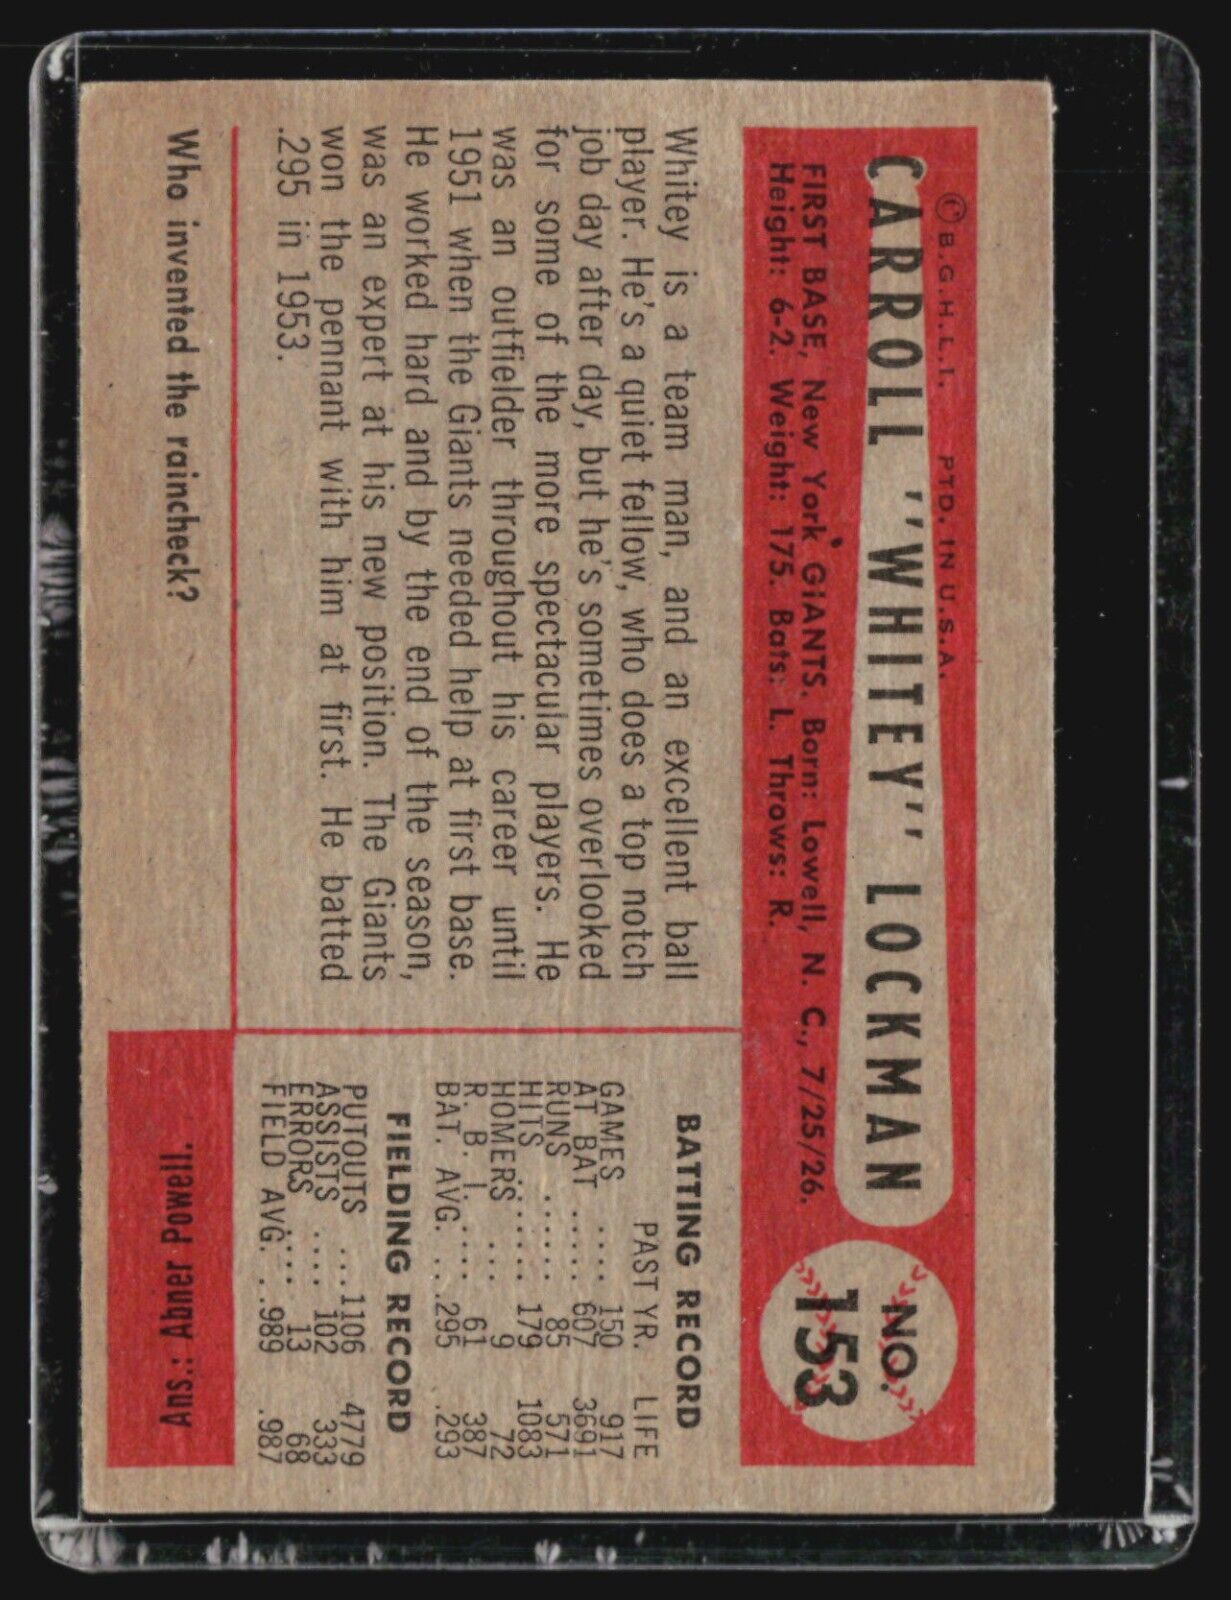 © B.G.H.L.I. PTD. IN U.S.A.
CARROLL "WHITEY" LOCKMAN
NO.
153
FIRST BASE, New York GIANTS. Born: Lowell, N. C., 7/25/26.
Height: 6-2. Weight: 175. Bats: L. Throws: R.
Whitey is a team man, and an excellent ball
player. He's a quiet fellow, who does a top notch
job day after day, but he's sometimes overlooked
for some of the more spectacular players. He
was an outfielder throughout his career until
1951 when the Giants needed help at first base.
He worked hard and by the end of the season,
was an expert at his new position. The Giants
won the pennant with him at first. He batted
.295 in 1953.
BATTING RECORD
PAST YR. LIFE
GAMES .... 150 917
AT BAT ..... 607 3691
RUNS ...... 85 571
HITS ...... 179 1083
HOMERS ... 9 72
R. B. I. .... 61 387
BAT. AVG. ..295 ..293
FIELDING RECORD
PUTOUTS ...1106 4779
ASSISTS .... 102 333
ERRORS .... 13 68
FIELD AVG. ..989 .987
Who invented the raincheck?
Ans.: Abner Powell.